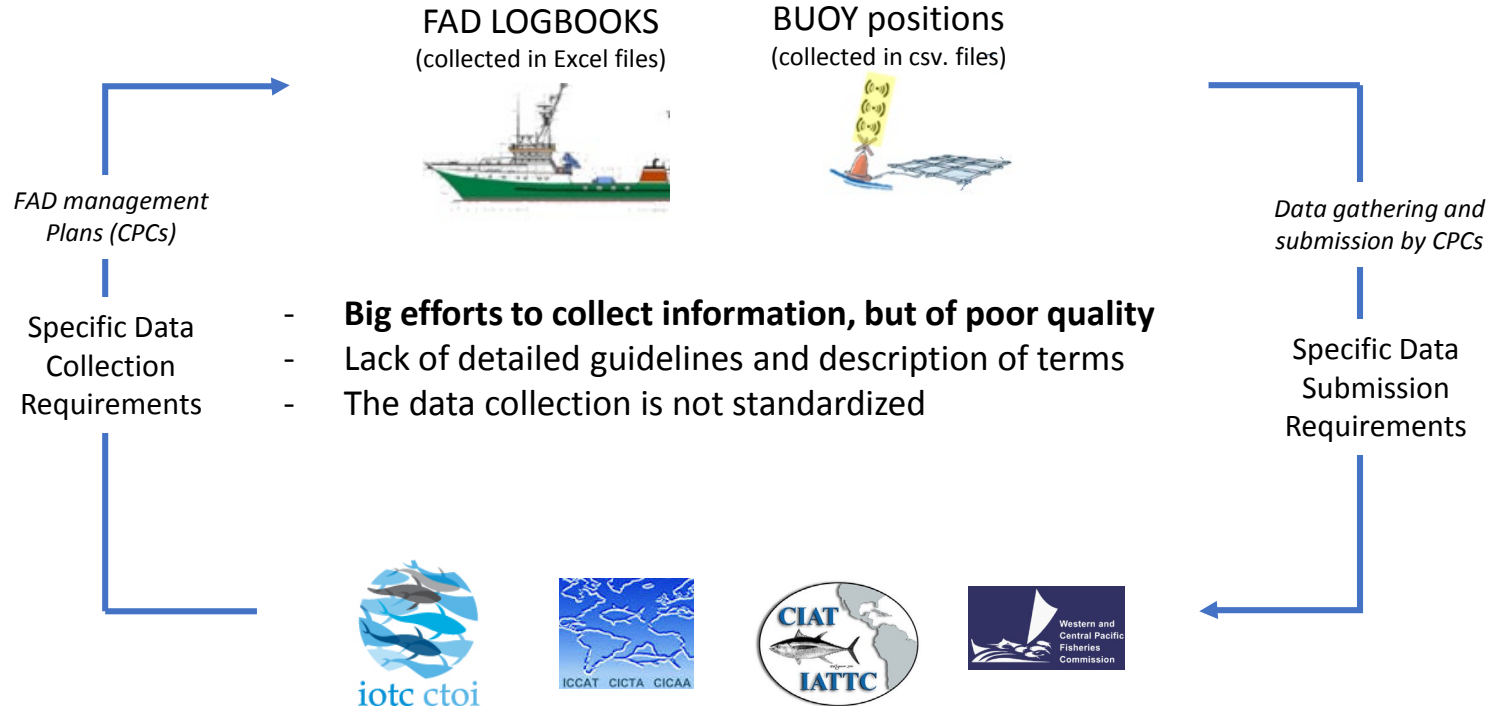 FAD LOGBOOKS
(collected in Excel files)
BUOY positions
(collected in csv. files)
FAD management
Plans (CPCs)
Specific Data
Collection
Requirements
- Big efforts to collect information, but of poor quality
- Lack of detailed guidelines and description of terms
- The data collection is not standardized
Data gathering and
submission by CPCs
Specific Data
Submission
Requirements
iotc ctoi
ICCAT CICTA CICAA
CIAT
IATTC
Western and
Central Pacific
Fisheries
Commission